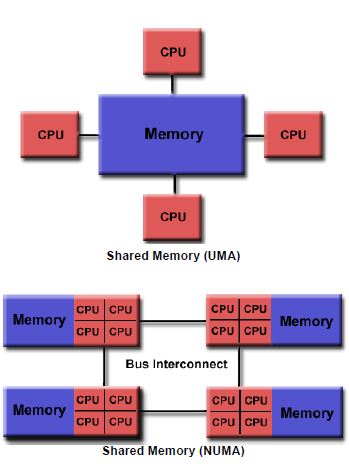 CPU
CPU Memory CPU
CPU
Shared Memory (UMA)
Memory CPU CPU CPU CPU Memory
CPU CPU CPU CPU
Bus Interconnect
Memory CPU CPU CPU CPU Memory
CPU CPU CPU CPU
Shared Memory (NUMA)